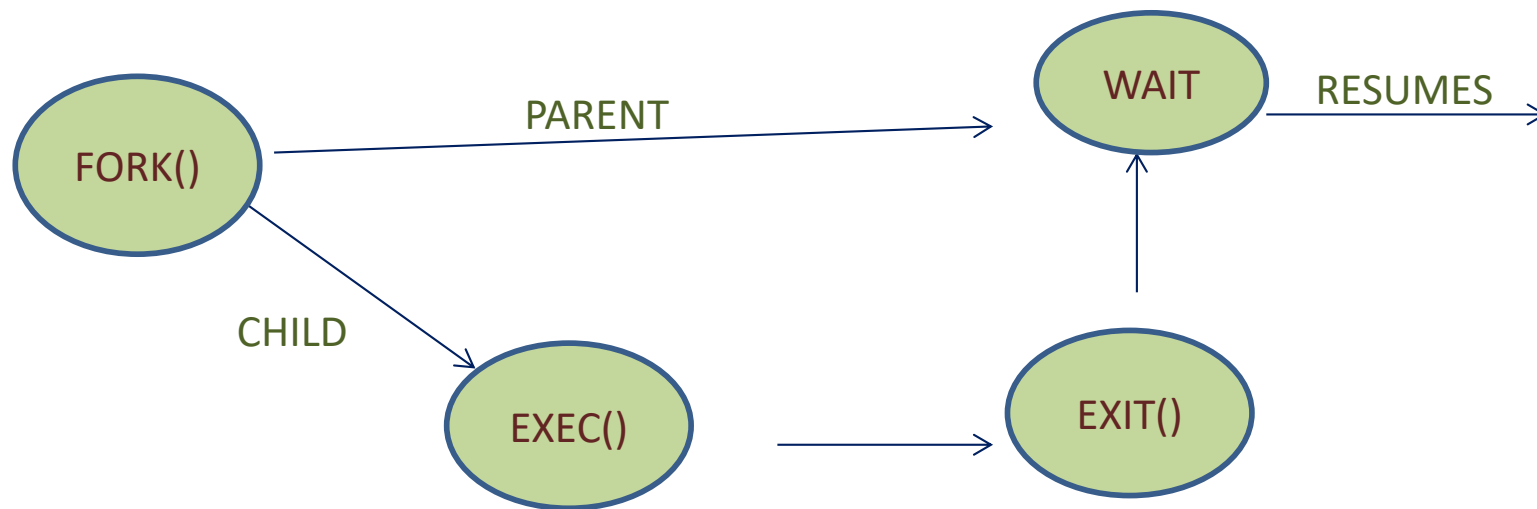 WAIT
RESUMES
PARENT
FORK()
CHILD
EXEC()
EXIT()